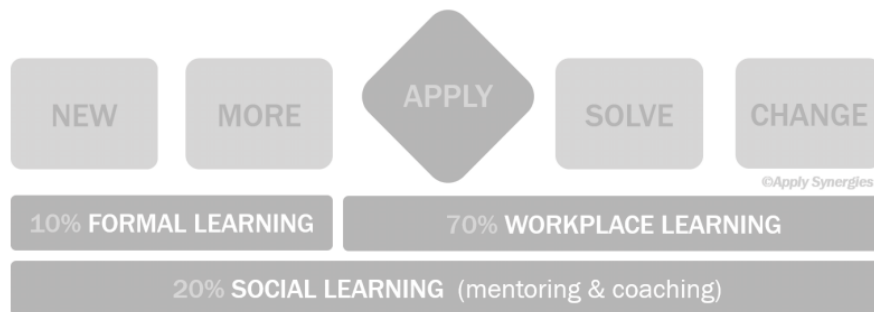 NEW MORE APPLY SOLVE CHANGE
©Apply Synergies
10% FORMAL LEARNING 70% WORKPLACE LEARNING
20% SOCIAL LEARNING (mentoring & coaching)